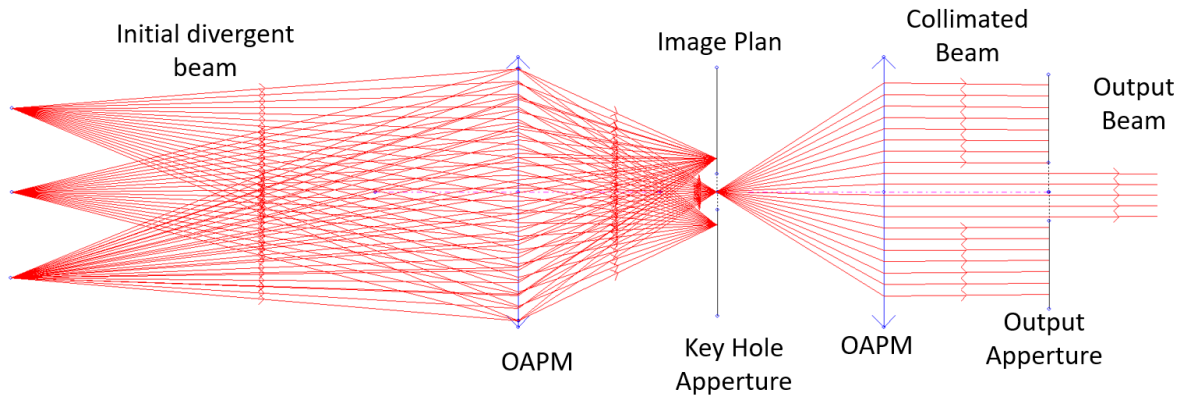 Initial divergent
beam
Image Plan
Collimated
Beam
Output
Beam
OAPM
Key Hole
Apperture
OAPM
Output
Apperture